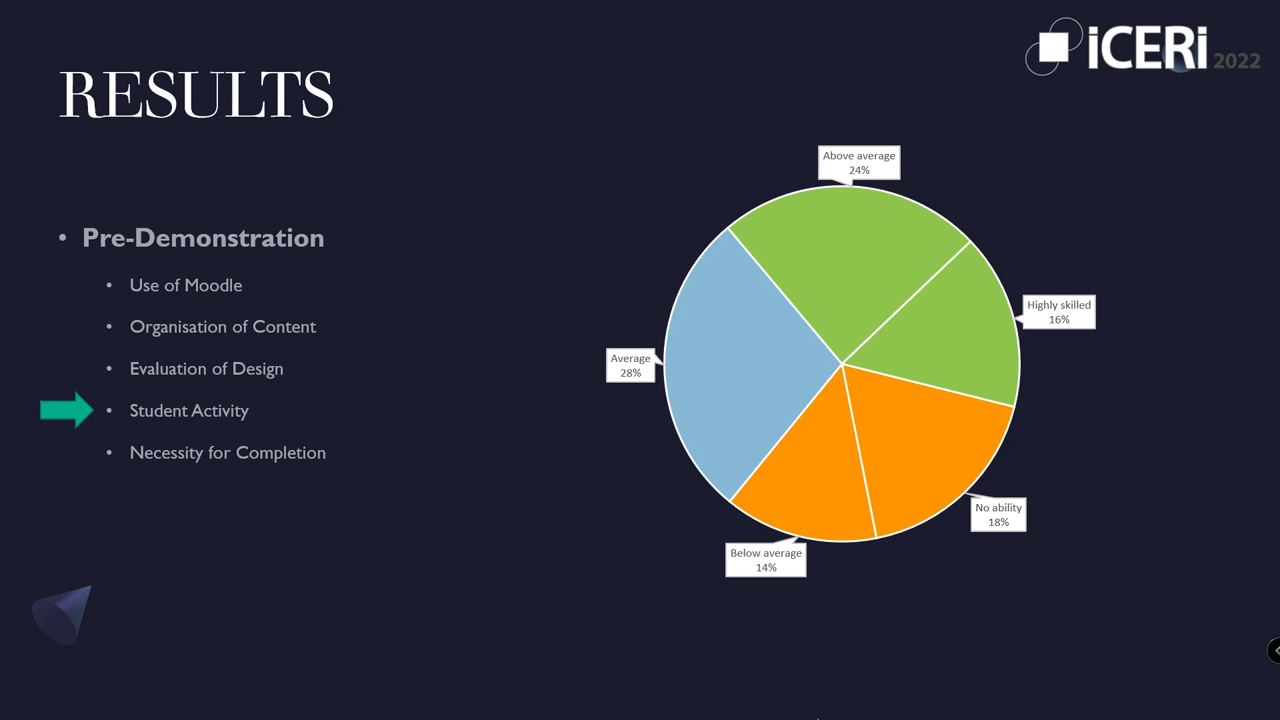 iCERi 2022
RESULTS
• Pre-Demonstration
• Use of Moodle
• Organisation of Content
• Evaluation of Design
• Student Activity
• Necessity for Completion
Above average
24%
Highly skilled
16%
Average
28%
No ability
18%
Below average
14%